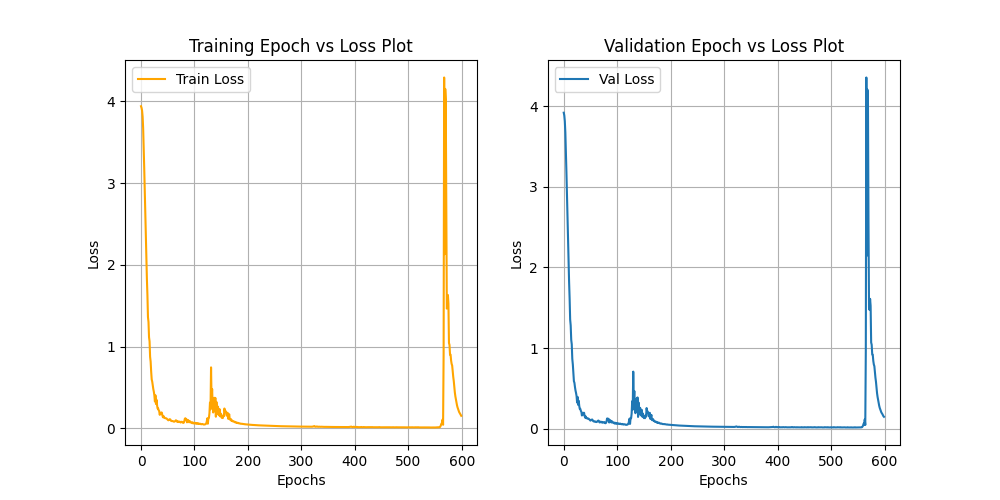 Training Epoch vs Loss Plot
Train Loss
4
3
2
1
0
Loss
0 100 200 300 400 500 600
Epochs
Validation Epoch vs Loss Plot
Val Loss
4
3
2
1
0
Loss
0 100 200 300 400 500 600
Epochs